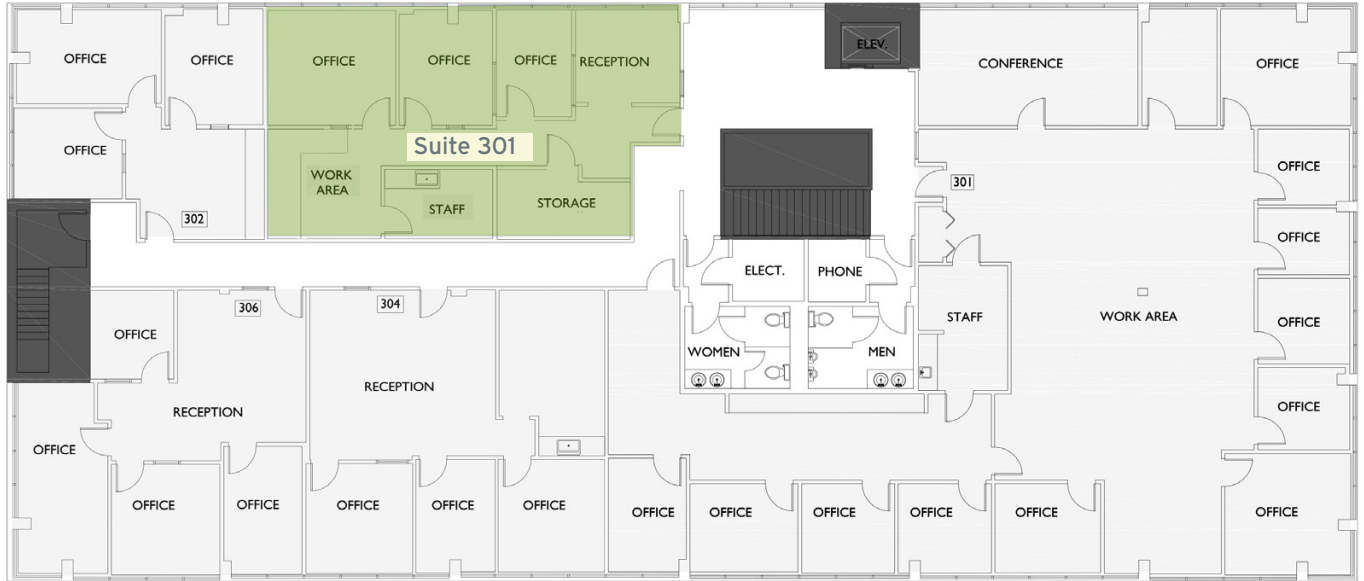 OFFICE
OFFICE
OFFICE
OFFICE
OFFICE
RECEPTION
ELEV.
CONFERENCE
OFFICE
OFFICE
Suite 301
WORK
AREA
STAFF
STORAGE
302
301
OFFICE
OFFICE
ELECT.
PHONE
306
304
OFFICE
WOMEN
MEN
STAFF
WORK AREA
OFFICE
RECEPTION
RECEPTION
OFFICE
OFFICE
OFFICE
OFFICE
OFFICE
OFFICE
OFFICE
OFFICE
OFFICE
OFFICE
OFFICE
OFFICE
OFFICE